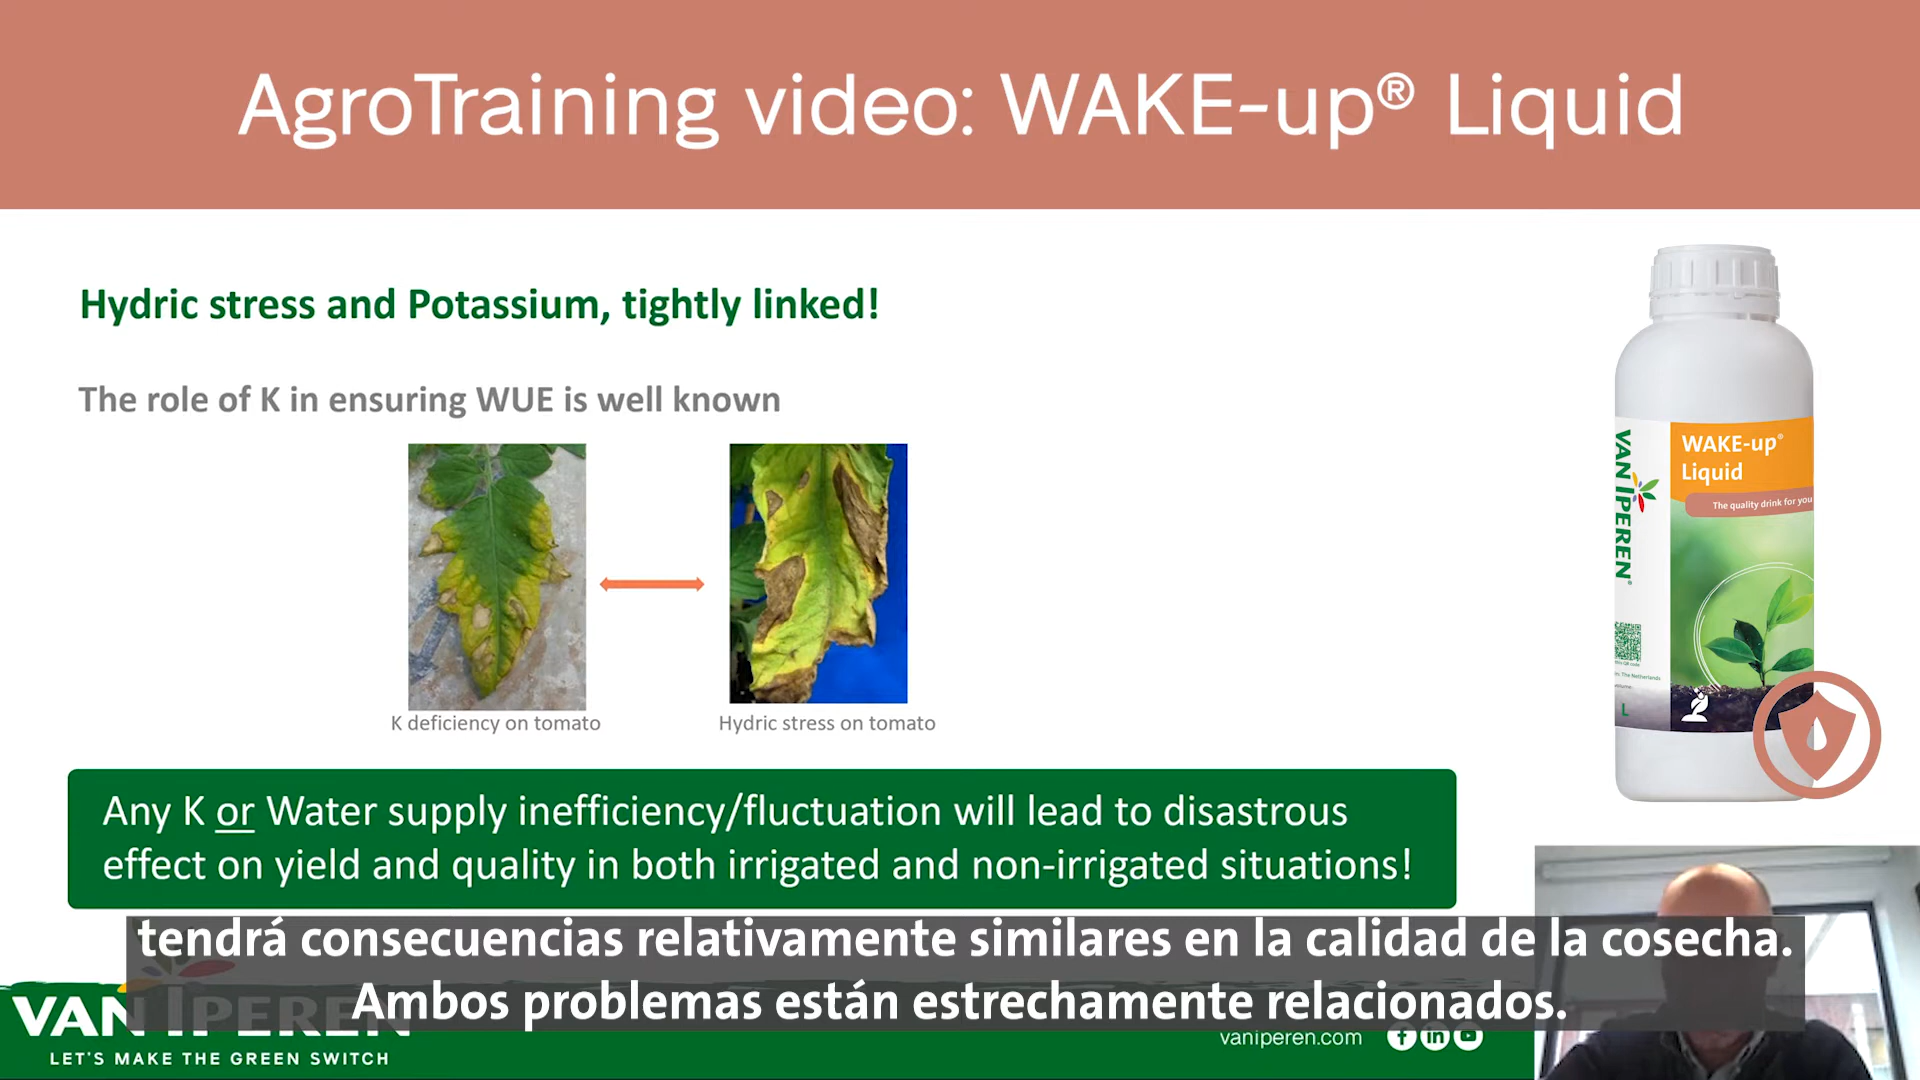 AgroTraining video: WAKE-up® Liquid
Hydric stress and Potassium, tightly linked!
The role of K in ensuring WUE is well known
K deficiency on tomato
Hydric stress on tomato
WAKE-up®
Liquid
The quality drink for you
VAN IPEREN®
L
Any K or Water supply inefficiency/fluctuation will lead to disastrous
effect on yield and quality in both irrigated and non-irrigated situations!
tendrá consecuencias relativamente similares en la calidad de la cosecha.
Ambos problemas están estrechamente relacionados.
VAN IPEREN
LET'S MAKE THE GREEN SWITCH
vaniperen.com